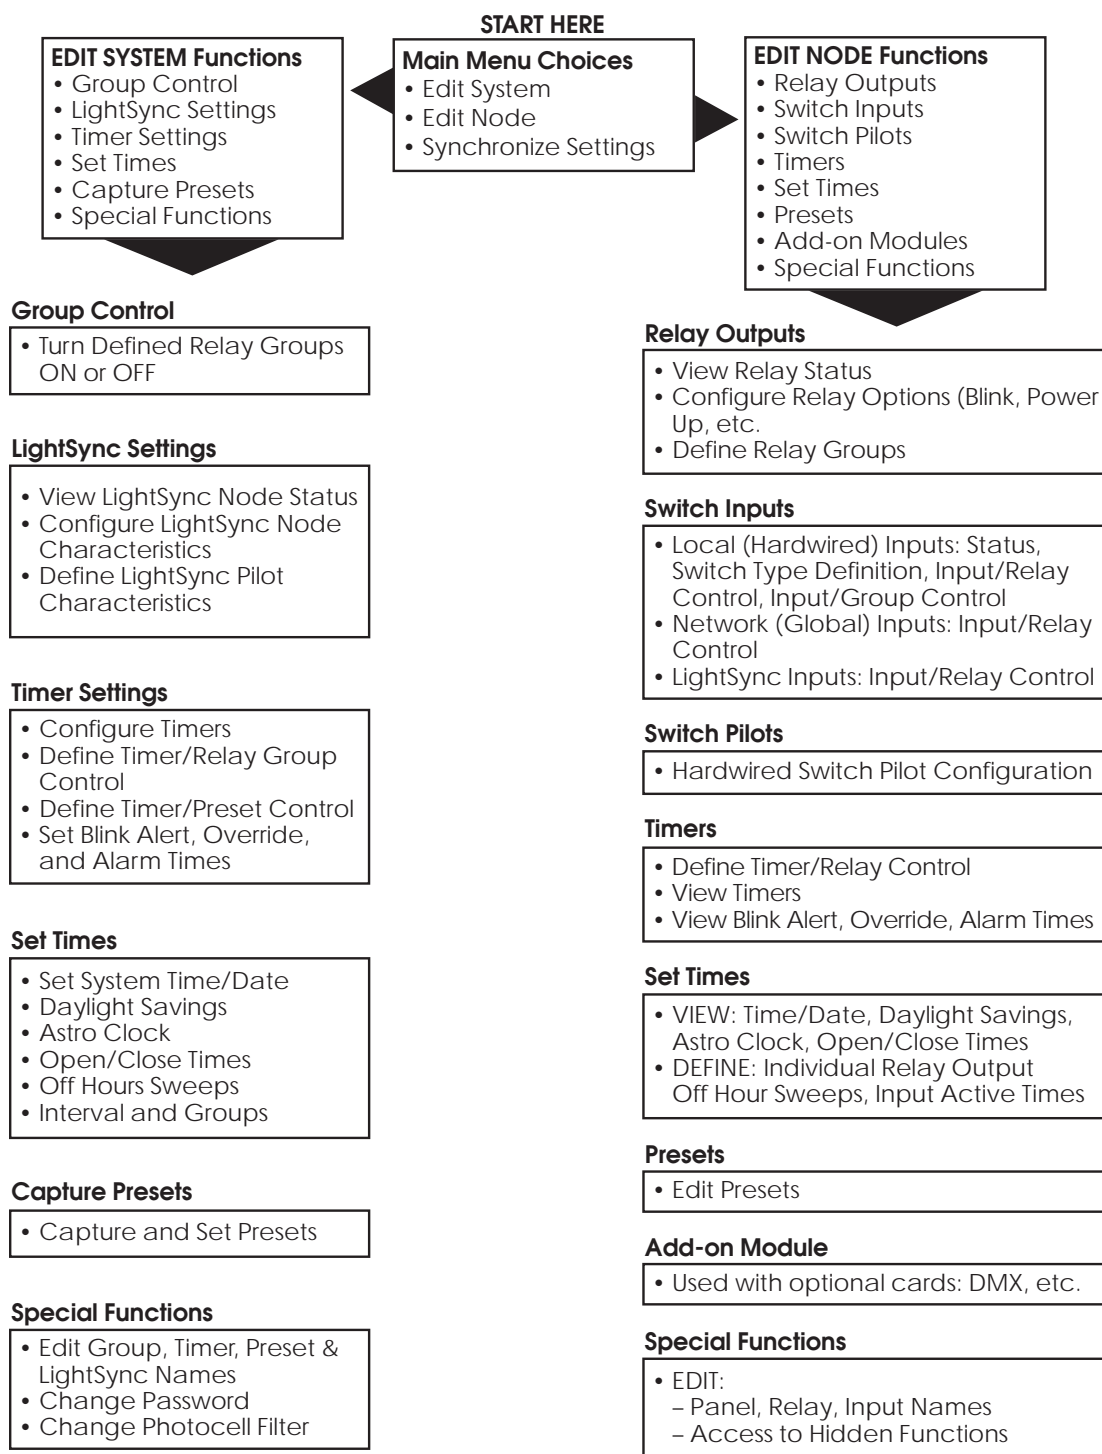 START HERE
Main Menu Choices
• Edit System
• Edit Node
• Synchronize Settings
EDIT SYSTEM Functions
• Group Control
• LightSync Settings
• Timer Settings
• Set Times
• Capture Presets
• Special Functions
Group Control
• Turn Defined Relay Groups
ON or OFF
LightSync Settings
• View LightSync Node Status
• Configure LightSync Node
Characteristics
• Define LightSync Pilot
Characteristics
Timer Settings
• Configure Timers
• Define Timer/Relay Group
Control
• Define Timer/Preset Control
• Set Blink Alert, Override,
and Alarm Times
Set Times
• Set System Time/Date
• Daylight Savings
• Astro Clock
• Open/Close Times
• Off Hours Sweeps
• Interval and Groups
Capture Presets
• Capture and Set Presets
Special Functions
• Edit Group, Timer, Preset &
LightSync Names
• Change Password
• Change Photocell Filter
EDIT NODE Functions
• Relay Outputs
• Switch Inputs
• Switch Pilots
• Timers
• Set Times
• Presets
• Add-on Modules
• Special Functions
Relay Outputs
• View Relay Status
• Configure Relay Options (Blink, Power
Up, etc.
• Define Relay Groups
Switch Inputs
• Local (Hardwired) Inputs: Status,
Switch Type Definition, Input/Relay
Control, Input/Group Control
• Network (Global) Inputs: Input/Relay
Control
• LightSync Inputs: Input/Relay Control
Switch Pilots
• Hardwired Switch Pilot Configuration
Timers
• Define Timer/Relay Control
• View Timers
• View Blink Alert, Override, Alarm Times
Set Times
• VIEW: Time/Date, Daylight Savings,
Astro Clock, Open/Close Times
• DEFINE: Individual Relay Output
Off Hour Sweeps, Input Active Times
Presets
• Edit Presets
Add-on Module
• Used with optional cards: DMX, etc.
Special Functions
• EDIT:
– Panel, Relay, Input Names
– Access to Hidden Functions